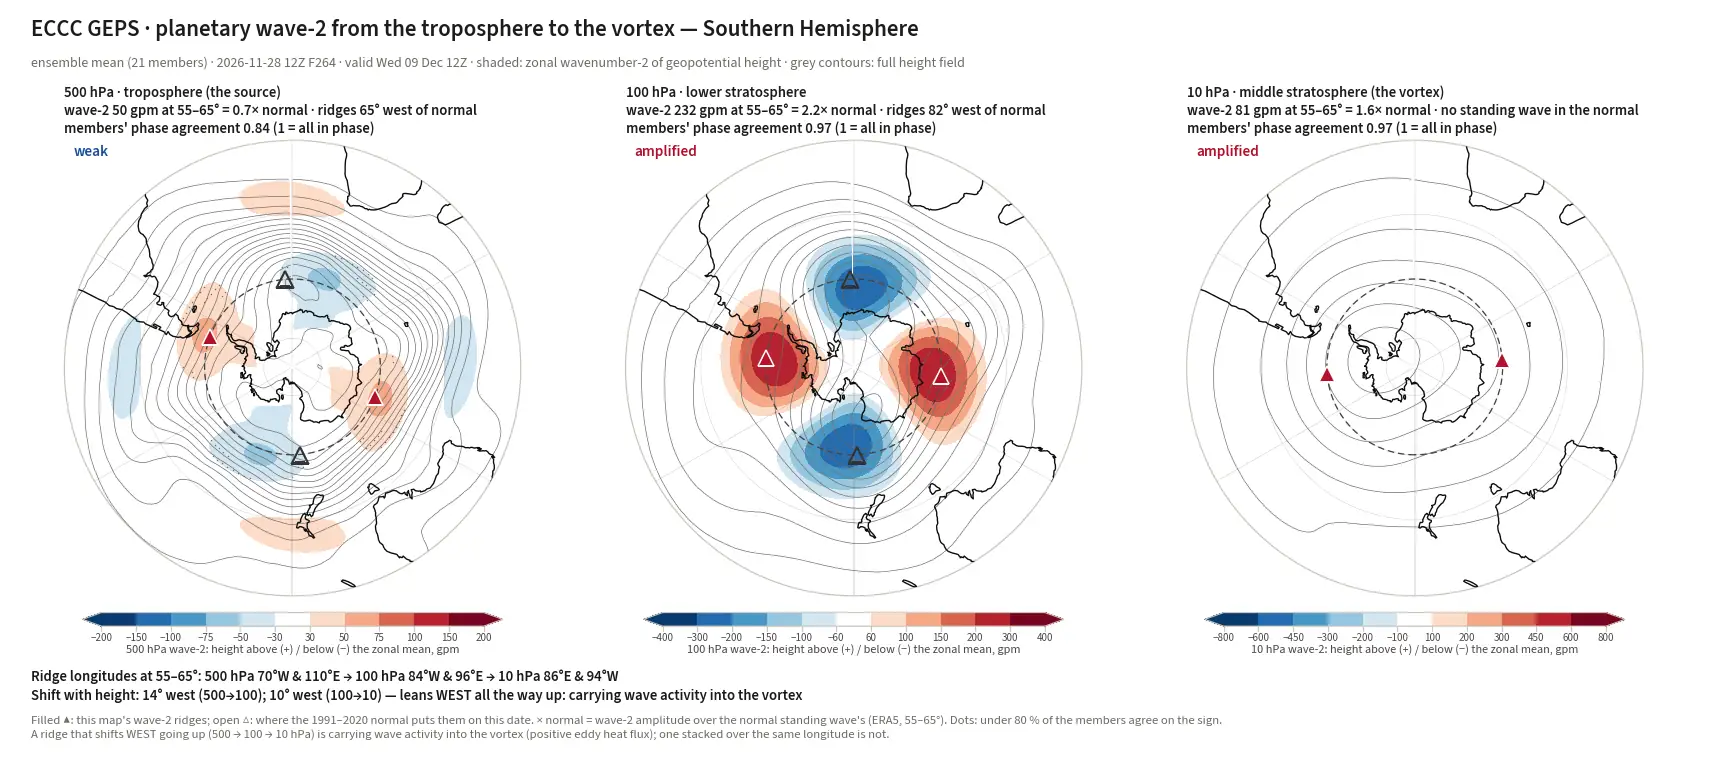 ECCC GEPS · planetary wave-2 from the troposphere to the vortex — Southern Hemisphere
ensemble mean (21 members) · 2026-11-28 12Z F264 · valid Wed 09 Dec 12Z · shaded: zonal wavenumber-2 of geopotential height · grey contours: full height field
500 hPa · troposphere (the source)
wave-2 50 gpm at 55–65° = 0.7× normal · ridges 65° west of normal
members' phase agreement 0.84 (1 = all in phase)
weak
100 hPa · lower stratosphere
wave-2 232 gpm at 55–65° = 2.2× normal · ridges 82° west of normal
members' phase agreement 0.97 (1 = all in phase)
amplified
10 hPa · middle stratosphere (the vortex)
wave-2 81 gpm at 55–65° = 1.6× normal · no standing wave in the normal
members' phase agreement 0.97 (1 = all in phase)
amplified
−200 −150 −100 −75 −50 −30 30 50 75 100 150 200
500 hPa wave-2: height above (+) / below (−) the zonal mean, gpm
−400 −300 −200 −150 −100 −60 60 100 150 200 300 400
100 hPa wave-2: height above (+) / below (−) the zonal mean, gpm
−800 −600 −450 −300 −200 −100 100 200 300 450 600 800
10 hPa wave-2: height above (+) / below (−) the zonal mean, gpm
Ridge longitudes at 55–65°: 500 hPa 70°W & 110°E → 100 hPa 84°W & 96°E → 10 hPa 86°E & 94°W
Shift with height: 14° west (500→100); 10° west (100→10) — leans WEST all the way up: carrying wave activity into the vortex
Filled ▲: this map's wave-2 ridges; open △: where the 1991–2020 normal puts them on this date. × normal = wave-2 amplitude over the normal standing wave's (ERA5, 55–65°). Dots: under 80 % of the members agree on the sign.
A ridge that shifts WEST going up (500 → 100 → 10 hPa) is carrying wave activity into the vortex (positive eddy heat flux); one stacked over the same longitude is not.